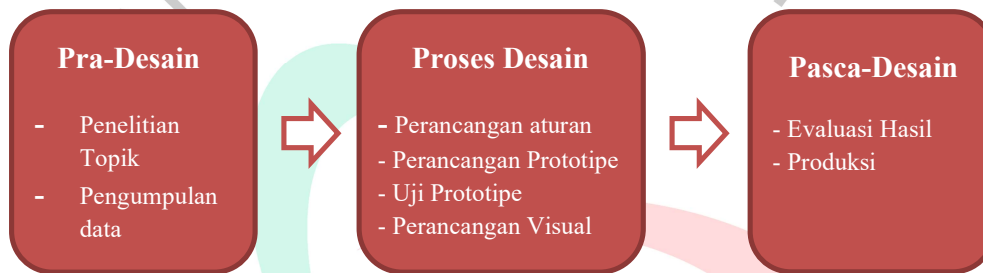 Pra-Desain
- Penelitian
Topik
- Pengumpulan
data
Proses Desain
- Perancangan aturan
- Perancangan Prototipe
- Uji Prototipe
- Perancangan Visual
Pasca-Desain
- Evaluasi Hasil
- Produksi